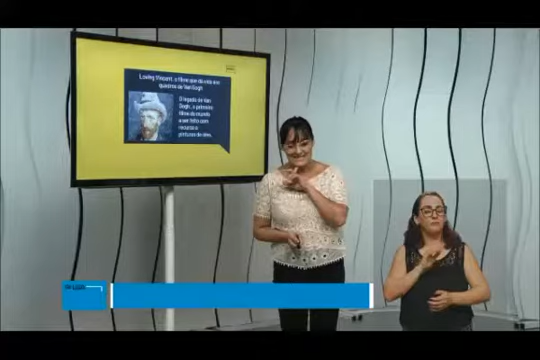 Loving Vincent, o filme que dá vida aos
quadros de Van Gogh
O legado de Van
Gogh, o primeiro
filme do mundo
a ser feito com
recurso a
pinturas de óleo.